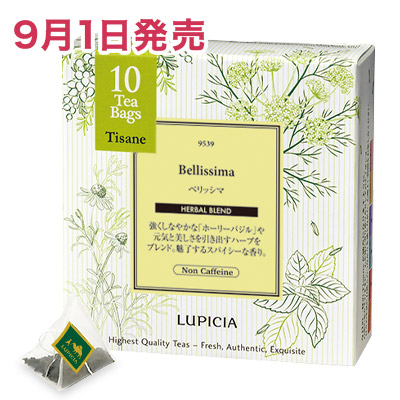 9月1日発売
10
Tea
Bags
Tisane
9539
Bellissima
ベリッシマ
HERBAL BLEND
強くしなやかな「ホーリーバジル」や
元気と美しさを引き出すハーブを
ブレンド。魅了するスパイシーな香り。
Non Caffeine
LUPICIA
Highest Quality Teas – Fresh, Authentic, Exquisite
LUPICIA